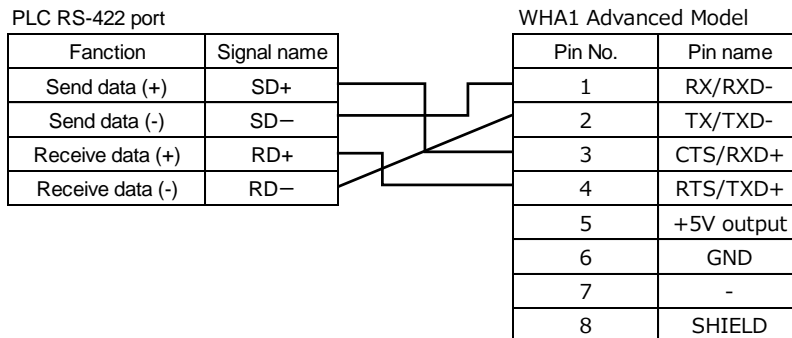 PLC RS-422 port
WHA1 Advanced Model
Fanction Signal name
Send data (+) SD+
Send data (-) SD−
Receive data (+) RD+
Receive data (-) RD−
Pin No. Pin name
1 RX/RXD-
2 TX/TXD-
3 CTS/RXD+
4 RTS/TXD+
5 +5V output
6 GND
7 -
8 SHIELD